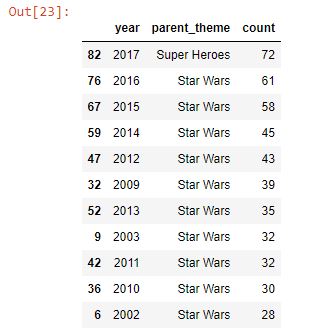 Out[23]:
year parent_theme count
82 2017 Super Heroes 72
76 2016 Star Wars 61
67 2015 Star Wars 58
59 2014 Star Wars 45
47 2012 Star Wars 43
32 2009 Star Wars 39
52 2013 Star Wars 35
9 2003 Star Wars 32
42 2011 Star Wars 32
36 2010 Star Wars 30
6 2002 Star Wars 28